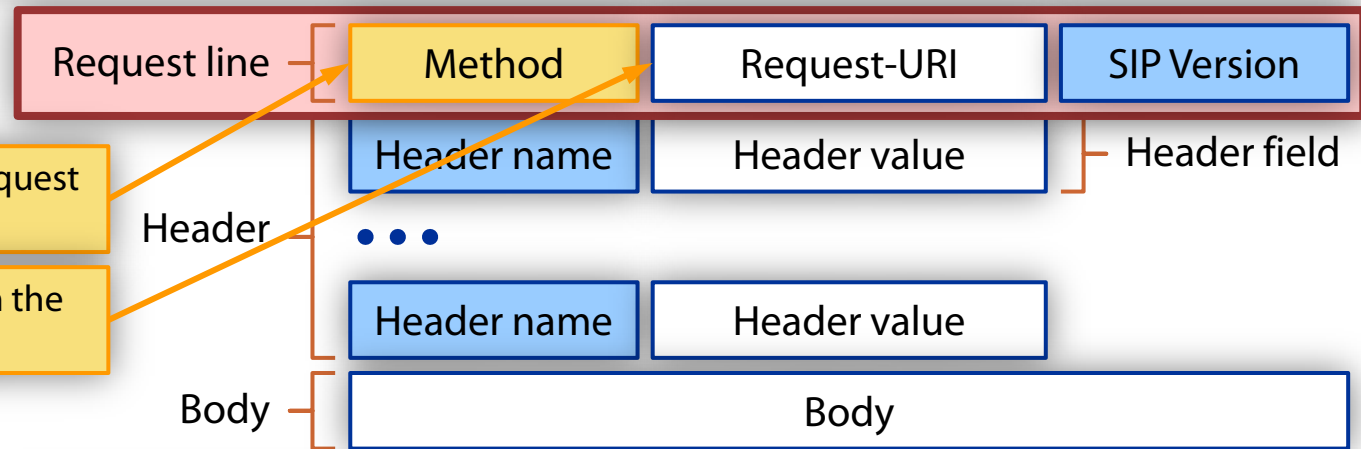 Request line Method Request-URI SIP Version
Header name Header value Header field
quest
Header
the
Header name Header value
Body Body